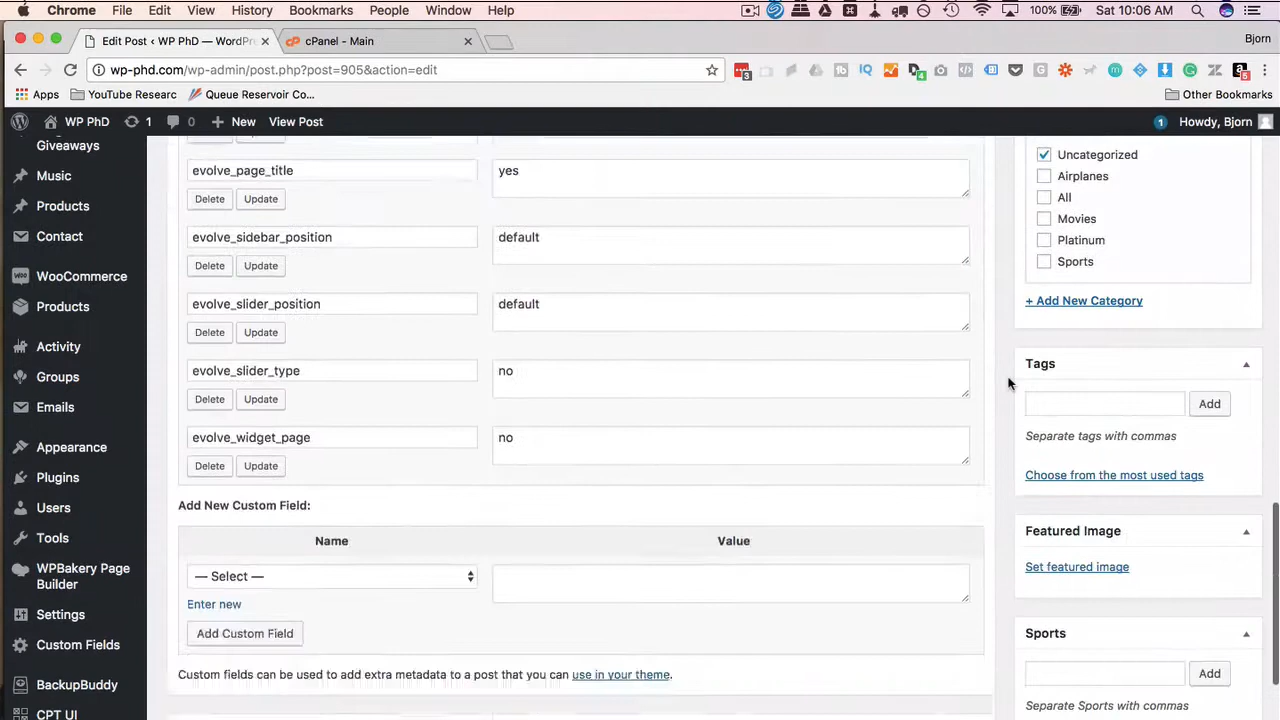 Chrome File Edit View History Bookmarks People Window Help 100% Sat 10:06 AM
Edit Post ‹ WP PhD — WordPr
cPanel - Main
Bjorn
wp-phd.com/wp-admin/post.php?post=905&action=edit
Apps YouTube Researc Queue Reservoir Co... Other Bookmarks
WP PhD 1 0 New View Post 1 Howdy, Bjorn
Giveaways
Music
Products
Contact
WooCommerce
Products
Activity
Groups
Emails
Appearance
Plugins
Users
Tools
WPBakery Page
Builder
Settings
Custom Fields
BackupBuddy
CPT UI
evolve_page_title yes
Delete Update
evolve_sidebar_position default
Delete Update
evolve_slider_position default
Delete Update
evolve_slider_type no
Delete Update
evolve_widget_page no
Delete Update
Add New Custom Field:
Name Value
— Select —
Enter new
Add Custom Field
Custom fields can be used to add extra metadata to a post that you can use in your theme.
Uncategorized
Airplanes
All
Movies
Platinum
Sports
+ Add New Category
Tags
Add
Separate tags with commas
Choose from the most used tags
Featured Image
Set featured image
Sports
Add
Separate Sports with commas